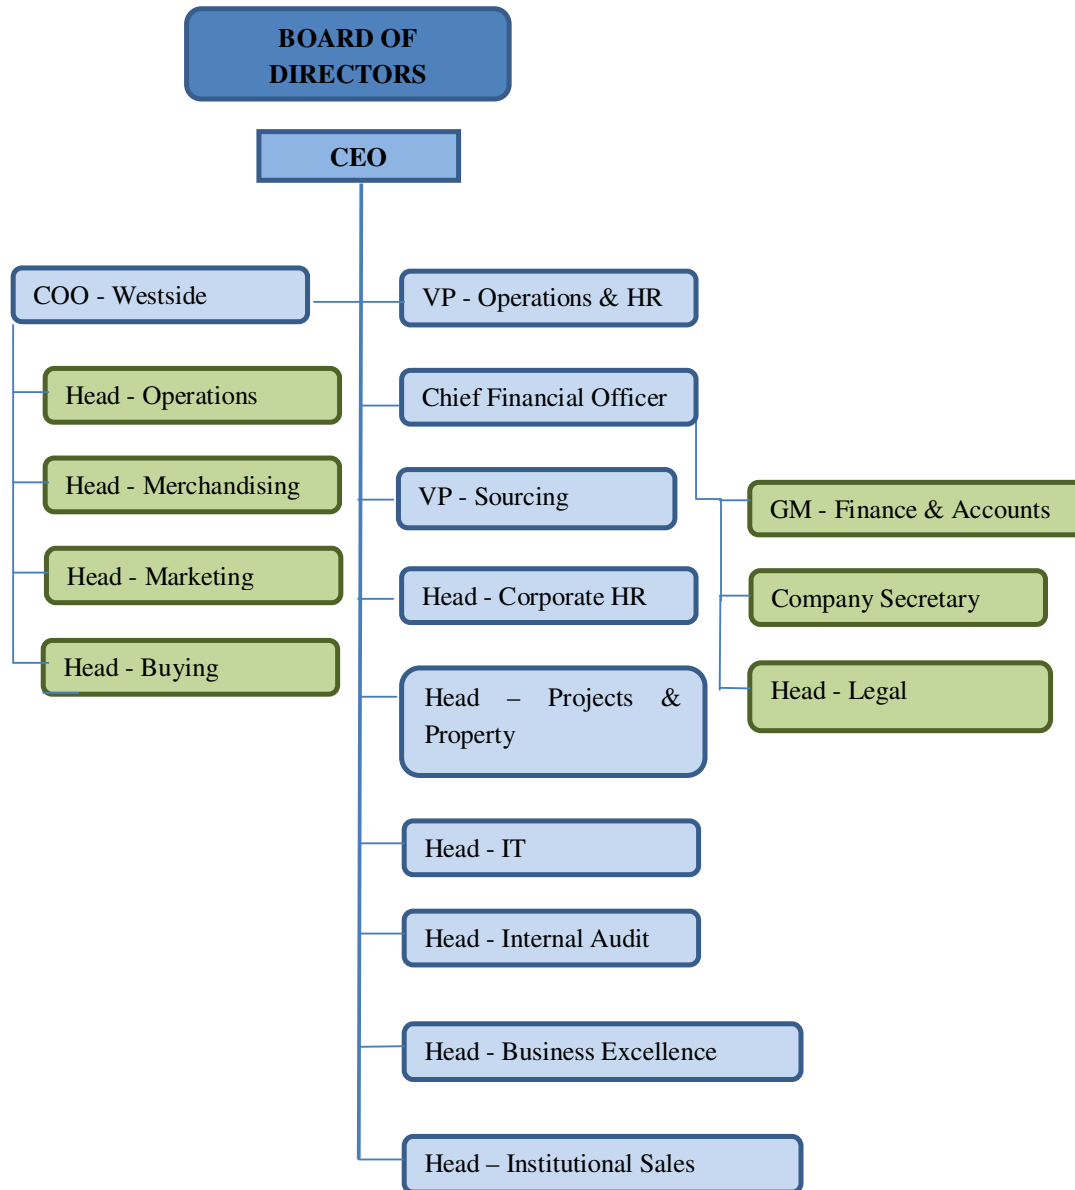 BOARD OF
DIRECTORS
CEO
COO - Westside
VP - Operations & HR
Head - Operations
Chief Financial Officer
Head - Merchandising
VP - Sourcing
GM - Finance & Accounts
Head - Marketing
Head - Corporate HR
Company Secretary
Head - Buying
Head – Projects &
Property
Head - Legal
Head - IT
Head - Internal Audit
Head - Business Excellence
Head – Institutional Sales